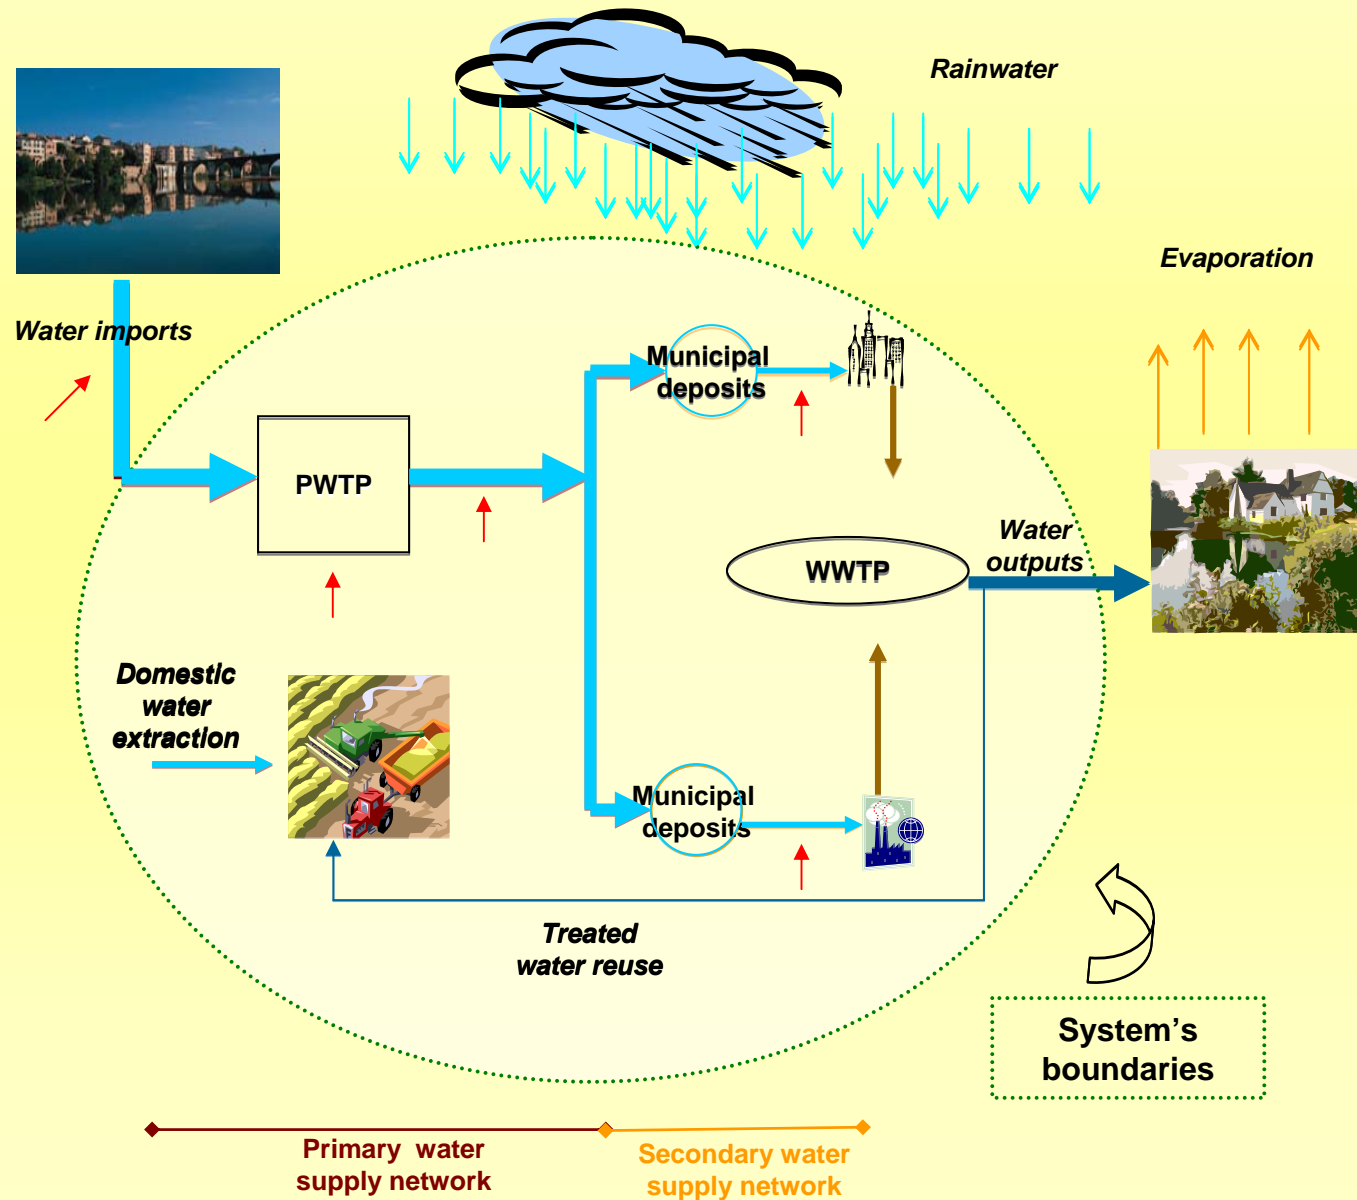 Rainwater
Evaporation
Water imports
Municipal
deposits
PWTP
Water
outputs
WWTP
Domestic
water
extraction
Municipal
deposits
Treated
water reuse
System’s
boundaries
Primary water
supply network
Secondary water
supply network